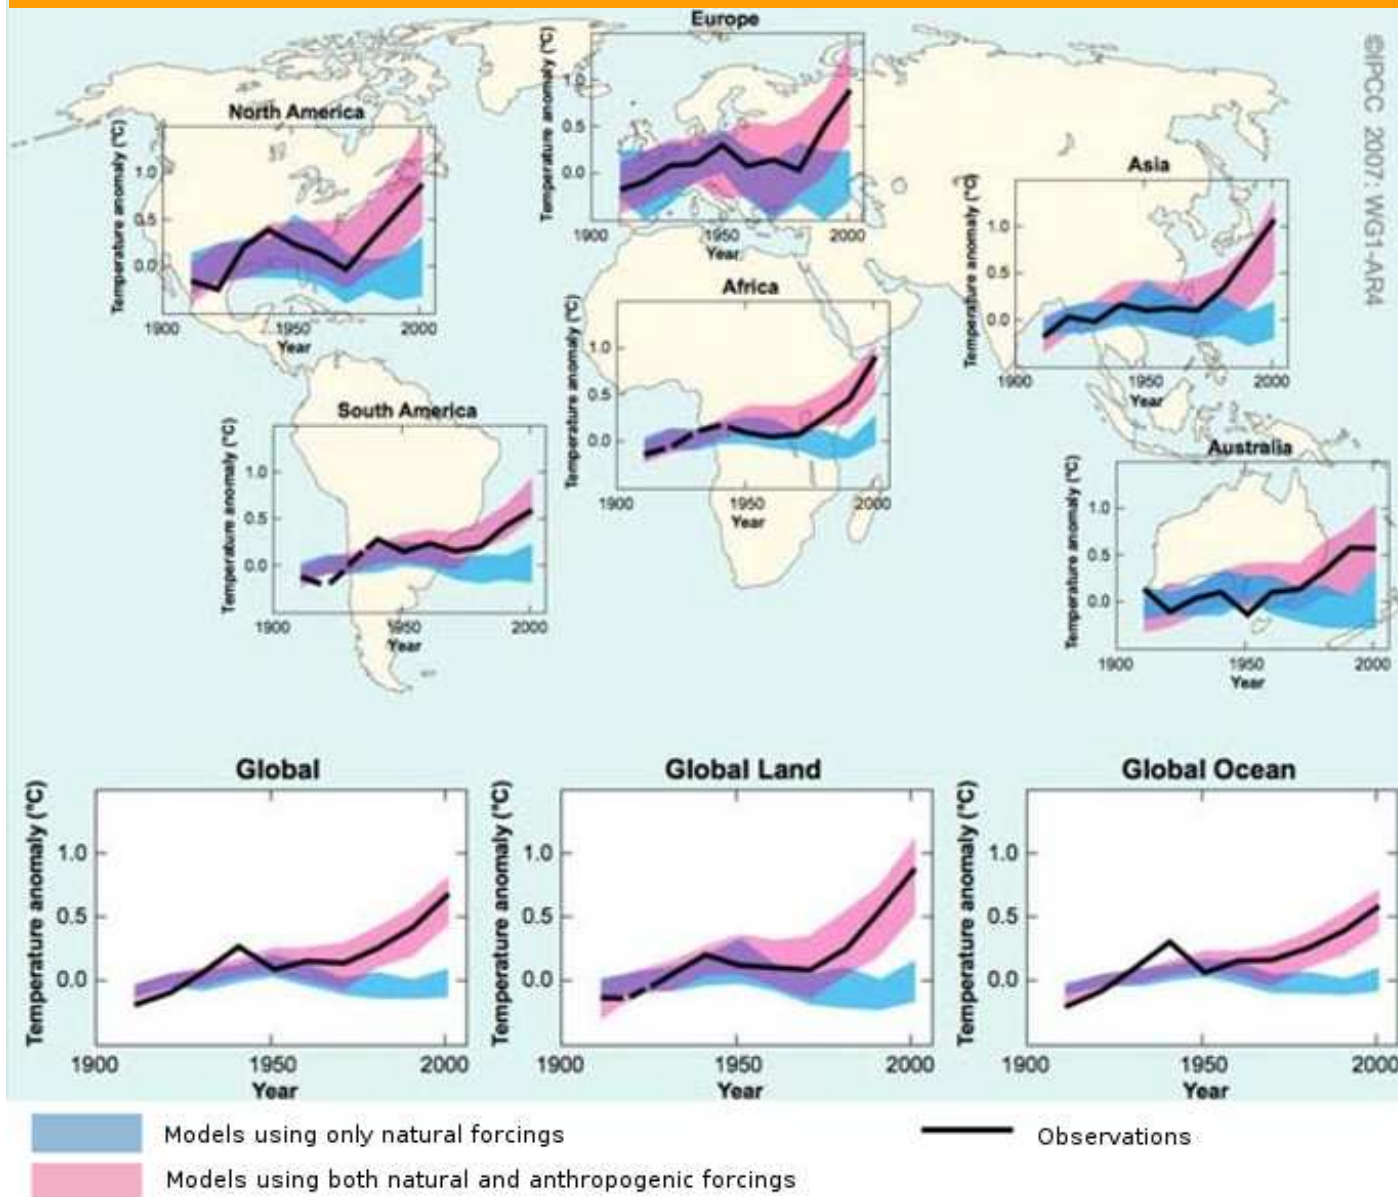 Europe
Temperature anomaly (°C)
1.0
0.5
0.0
1900
1950
2000
Year
©IPCC 2007: WG1-AR4
North America
Temperature anomaly (°C)
1.0
0.5
0.0
1900
1950
2000
Year
Asia
Temperature anomaly (°C)
1.0
0.5
0.0
1900
1950
2000
Year
Africa
Temperature anomaly (°C)
1.0
0.5
0.0
1900
1950
2000
Year
South America
Temperature anomaly (°C)
1.0
0.5
0.0
1900
1950
2000
Year
Australia
Temperature anomaly (°C)
1.0
0.5
0.0
1900
1950
2000
Year
Global
Temperature anomaly (°C)
1.0
0.5
0.0
1900
1950
2000
Year
Global Land
Temperature anomaly (°C)
1.0
0.5
0.0
1900
1950
2000
Year
Global Ocean
Temperature anomaly (°C)
1.0
0.5
0.0
1900
1950
2000
Year
Models using only natural forcings
Observations
Models using both natural and anthropogenic forcings